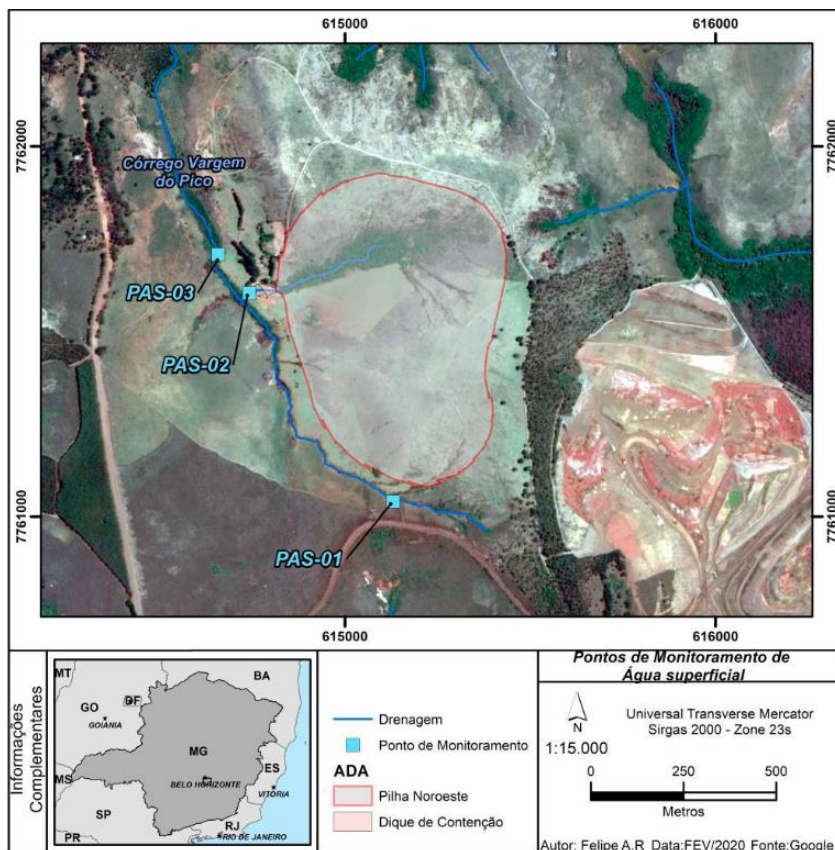 615000
616000
7762000
7762000
Córrego Vargem
do Pico
PAS-03
PAS-02
7761000
7761000
PAS-01
615000
616000
Informações
Complementares
MT
BA
GO
DF
GOIÂNIA
MG
MS
BELO HORIZONTE
ES
VITÓRIA
SP
RJ
RIO DE JANEIRO
PR
Drenagem
Ponto de Monitoramento
ADA
Pilha Noroeste
Dique de Contenção
Pontos de Monitoramento de
Água superficial
N
1:15.000
Universal Transverse Mercator
Sirgas 2000 - Zone 23s
0 250 500
Metros
Autor: Felipe A.R Data:FEV/2020 Fonte:Google